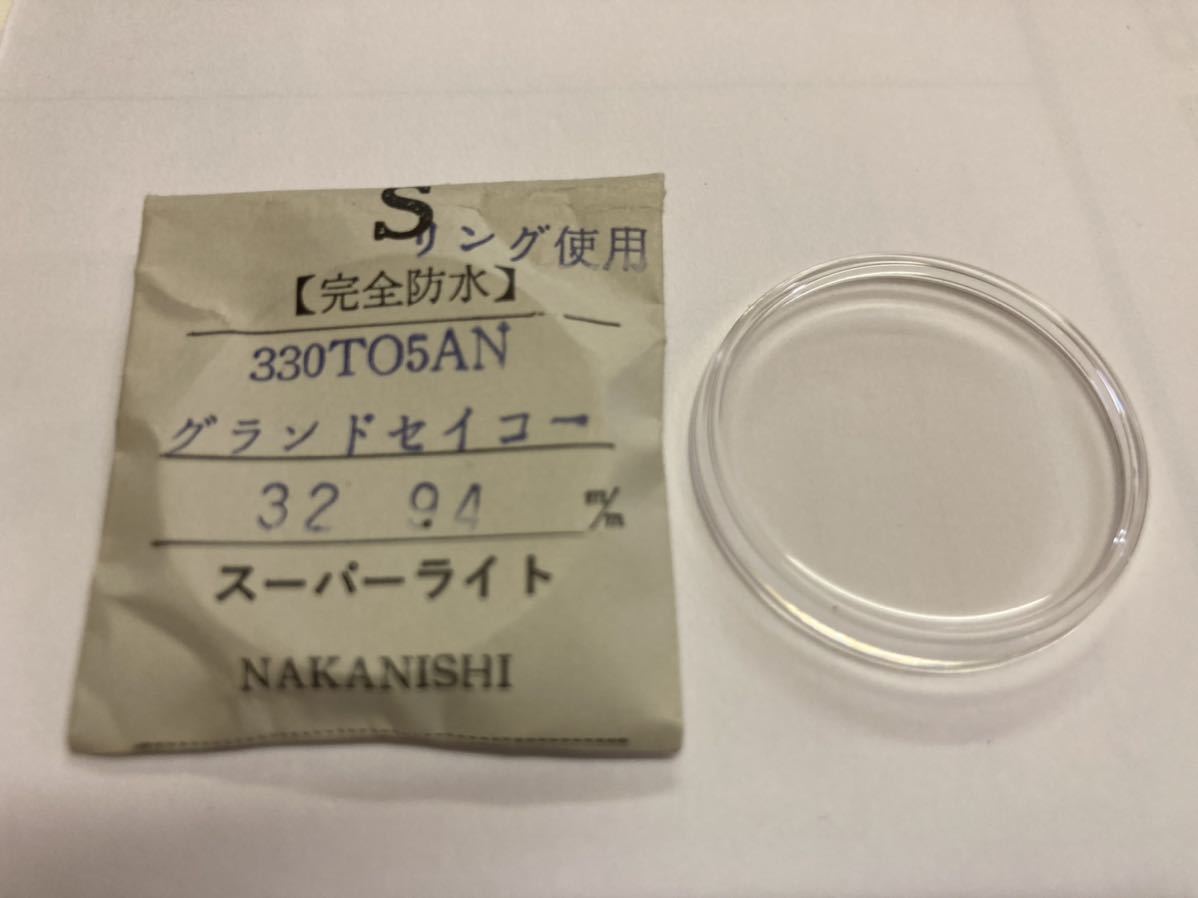 S
リング使用
【完全防水】
330TO5AN
グランドセイコー
32 94 m/m
スーパーライト
NAKANISHI